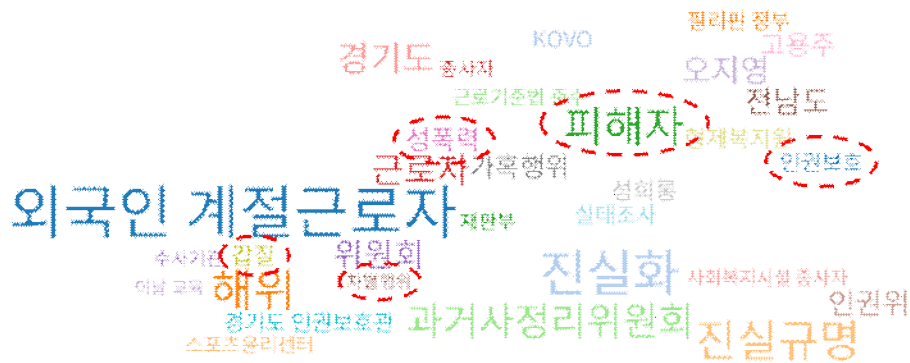 필리핀 정부
KOVO
고용주
경기도
종사자
오지영
근로기준법 준수
전남도
피해자
성폭력
형제복지원
인권보호
근로자
가혹행위
성희롱
외국인 계절근로자
재판부
실태조사
수사기관
갑질
위원회
진실화
차별행위
사회복지시설 종사자
해위
인권위
경기도 인권보호관
과거사정리위원회
진실규명
스포츠윤리센터